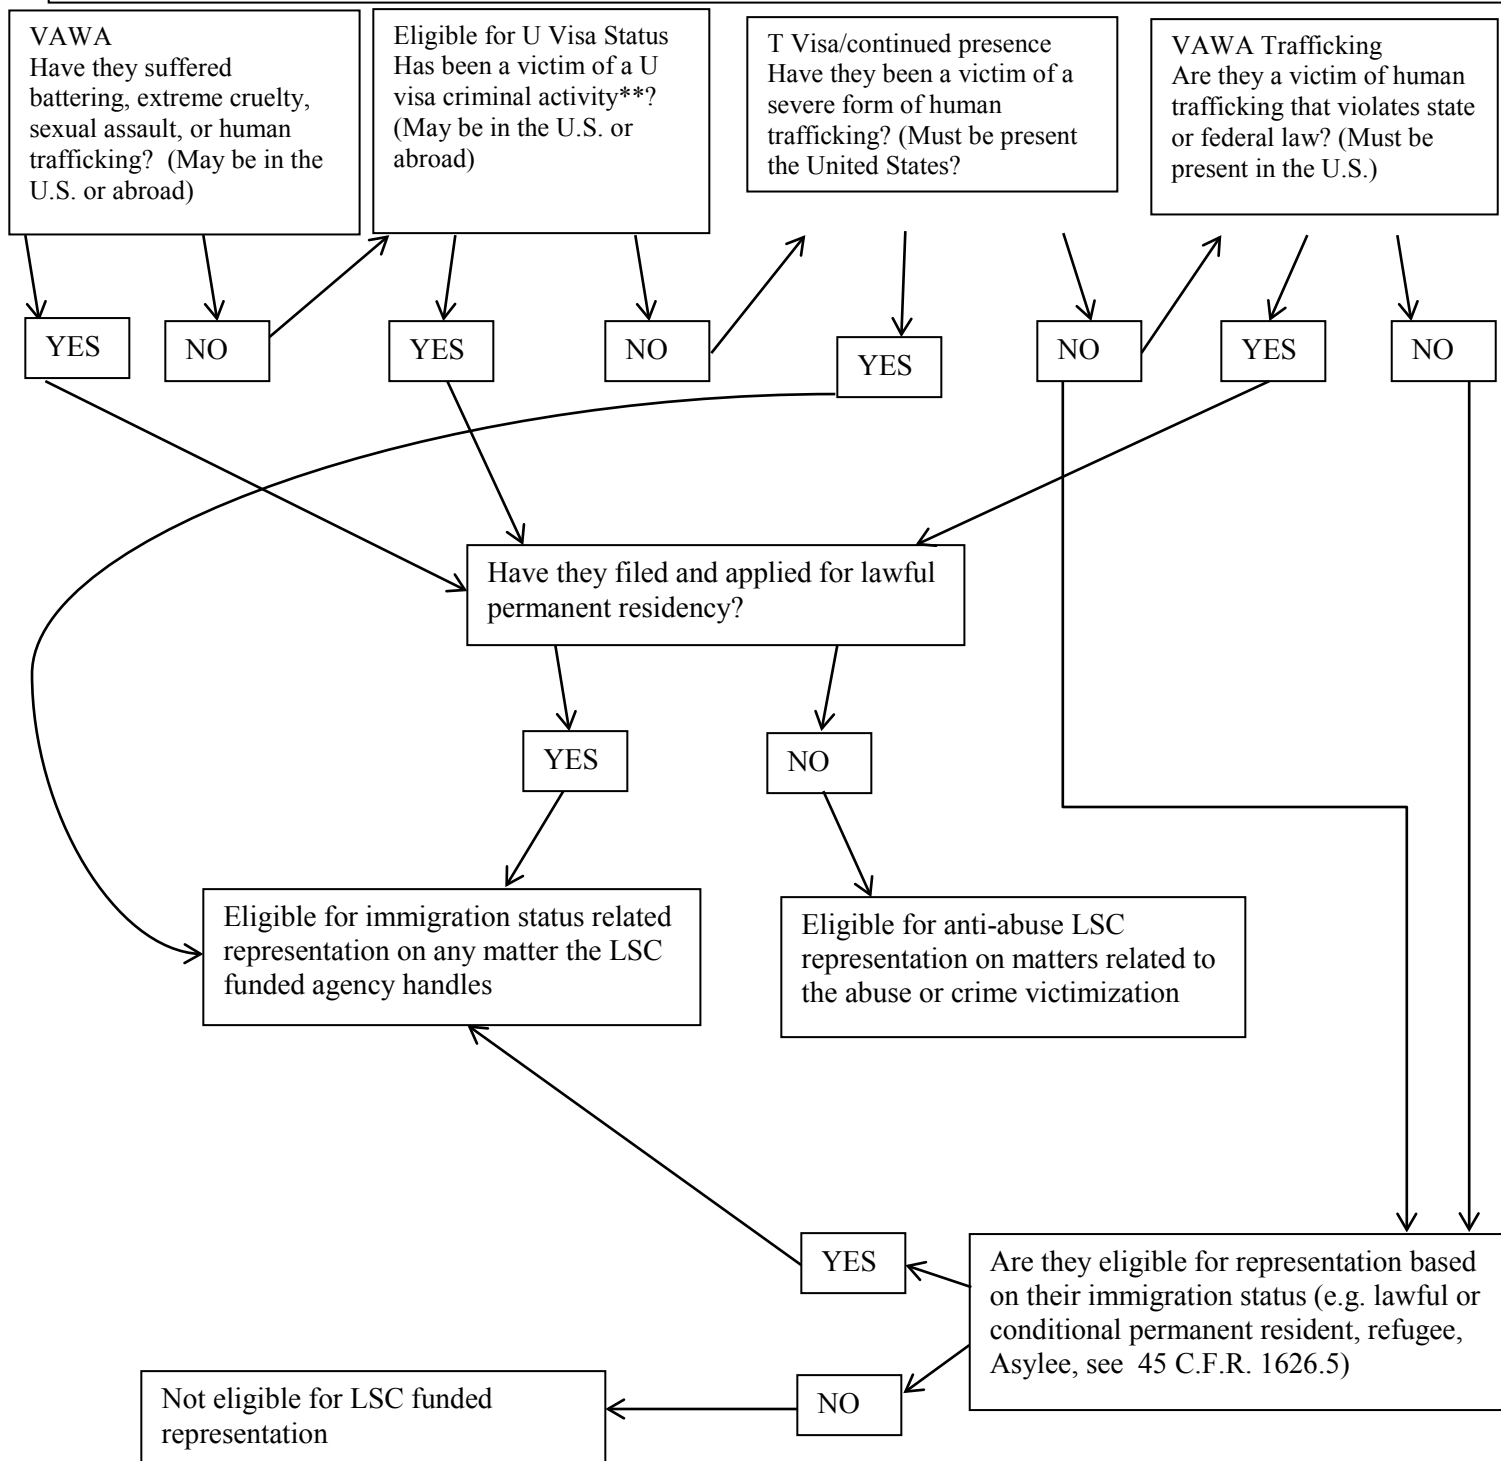 VAWA
Have they suffered
battering, extreme cruelty,
sexual assault, or human
trafficking? (May be in the
U.S. or abroad)
Eligible for U Visa Status
Has been a victim of a U
visa criminal activity**?
(May be in the U.S. or
abroad)
T Visa/continued presence
Have they been a victim of a
severe form of human
trafficking? (Must be present
the United States?
VAWA Trafficking
Are they a victim of human
trafficking that violates state
or federal law? (Must be
present in the U.S.)
YES
NO
YES
NO
YES
NO
YES
NO
Have they filed and applied for lawful
permanent residency?
YES
NO
Eligible for immigration status related
representation on any matter the LSC
funded agency handles
Eligible for anti-abuse LSC
representation on matters related to
the abuse or crime victimization
YES
Are they eligible for representation based
on their immigration status (e.g. lawful or
conditional permanent resident, refugee,
Asylee, see 45 C.F.R. 1626.5)
NO
Not eligible for LSC funded
representation